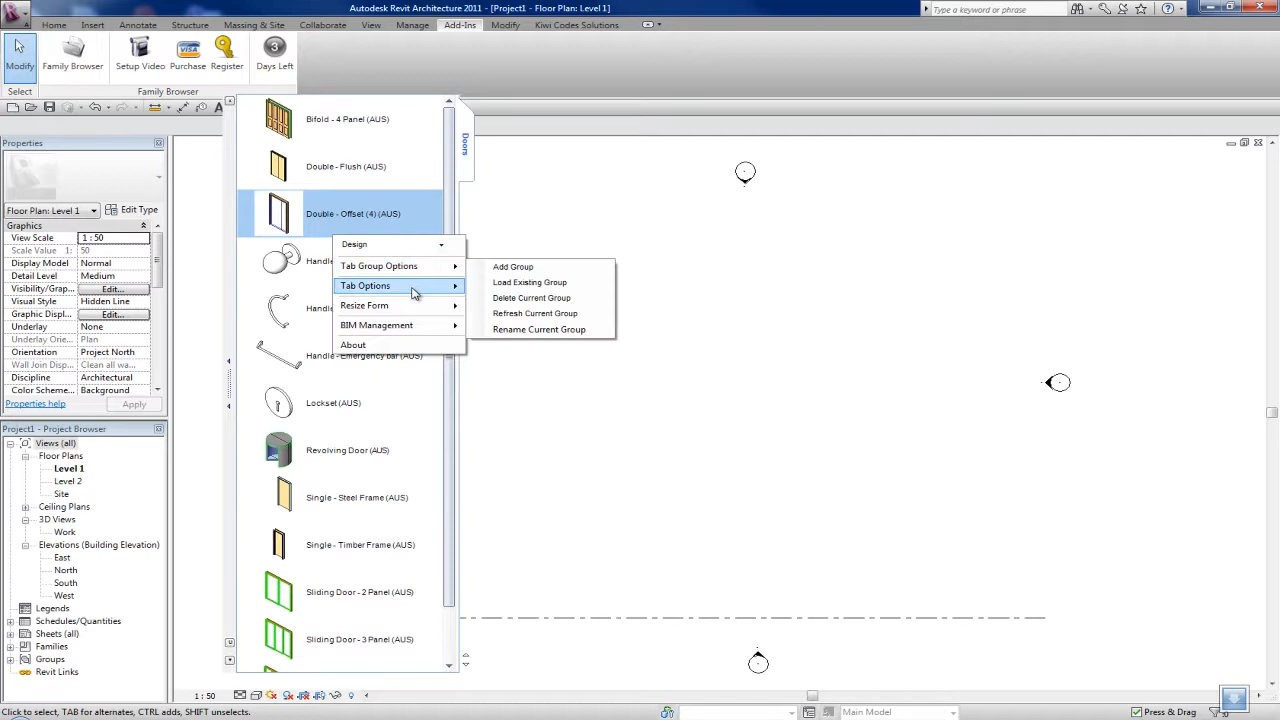 Autodesk Revit Architecture 2011 - [Project1 - Floor Plan: Level 1]
Type a keyword or phrase
Home Insert Annotate Structure Massing & Site Collaborate View Manage Add-Ins Modify Kiwi Codes Solutions
VISA 3
Modify Family Browser Setup Video Purchase Register Days Left
Select Family Browser
A
Properties
Floor Plan: Level 1 Edit Type
Graphics
View Scale 1 : 50
Scale Value 1: 50
Display Model Normal
Detail Level Medium
Visibility/Grap... Edit...
Visual Style Hidden Line
Graphic Displ... Edit...
Underlay None
Underlay Orie... Plan
Orientation Project North
Wall Join Displ... Clean all wa...
Discipline Architectural
Color Scheme... Background
Properties help Apply
Project1 - Project Browser
Views (all)
Floor Plans
Level 1
Level 2
Site
Ceiling Plans
3D Views
Work
Elevations (Building Elevation)
East
North
South
West
Legends
Schedules/Quantities
Sheets (all)
Families
Groups
Revit Links
Doors
Bifold - 4 Panel (AUS)
Double - Flush (AUS)
Double - Offset (4) (AUS)
Handle
Handle
Handle - Emergency bar (AUS)
Lockset (AUS)
Revolving Door (AUS)
Single - Steel Frame (AUS)
Single - Timber Frame (AUS)
Sliding Door - 2 Panel (AUS)
Sliding Door - 3 Panel (AUS)
Design
Tab Group Options
Tab Options
Resize Form
BIM Management
About
Add Group
Load Existing Group
Delete Current Group
Refresh Current Group
Rename Current Group
1 : 50
Click to select, TAB for alternates, CTRL adds, SHIFT unselects.
Main Model
Press & Drag